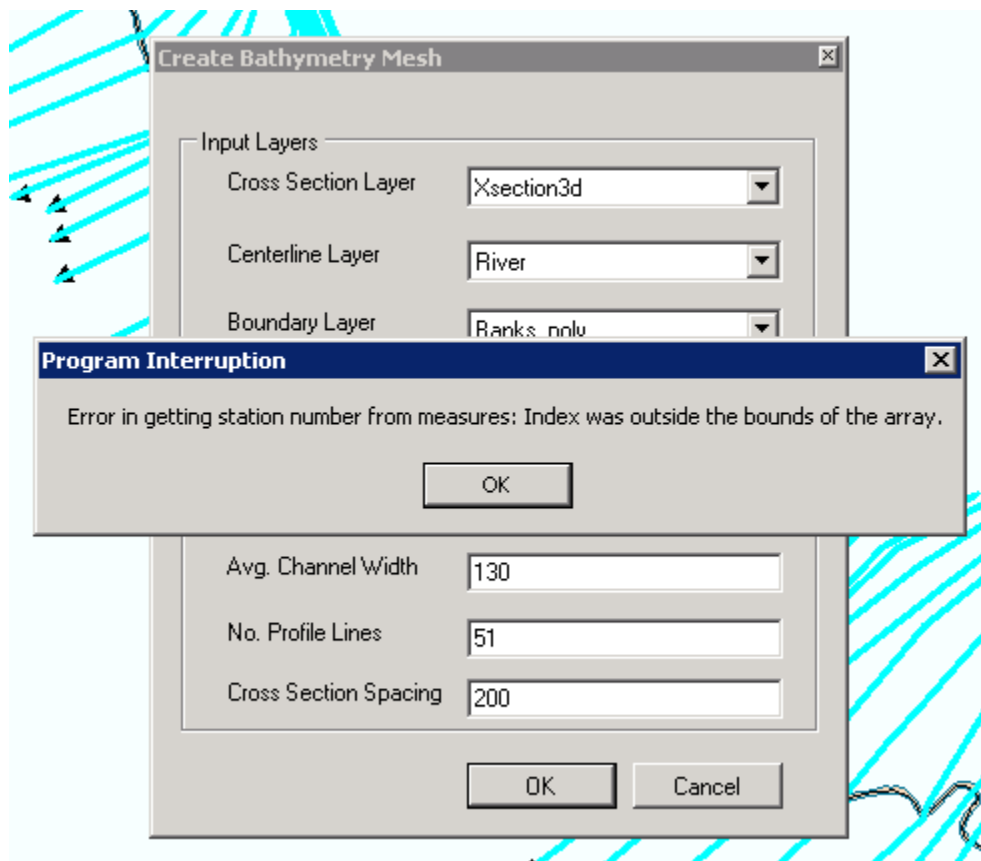 Create Bathymetry Mesh
Input Layers
Cross Section Layer Xsection3d
Centerline Layer River
Boundary Layer Banks_poly
Program Interruption
Error in getting station number from measures: Index was outside the bounds of the array.
OK
Avg. Channel Width 130
No. Profile Lines 51
Cross Section Spacing 200
OK Cancel